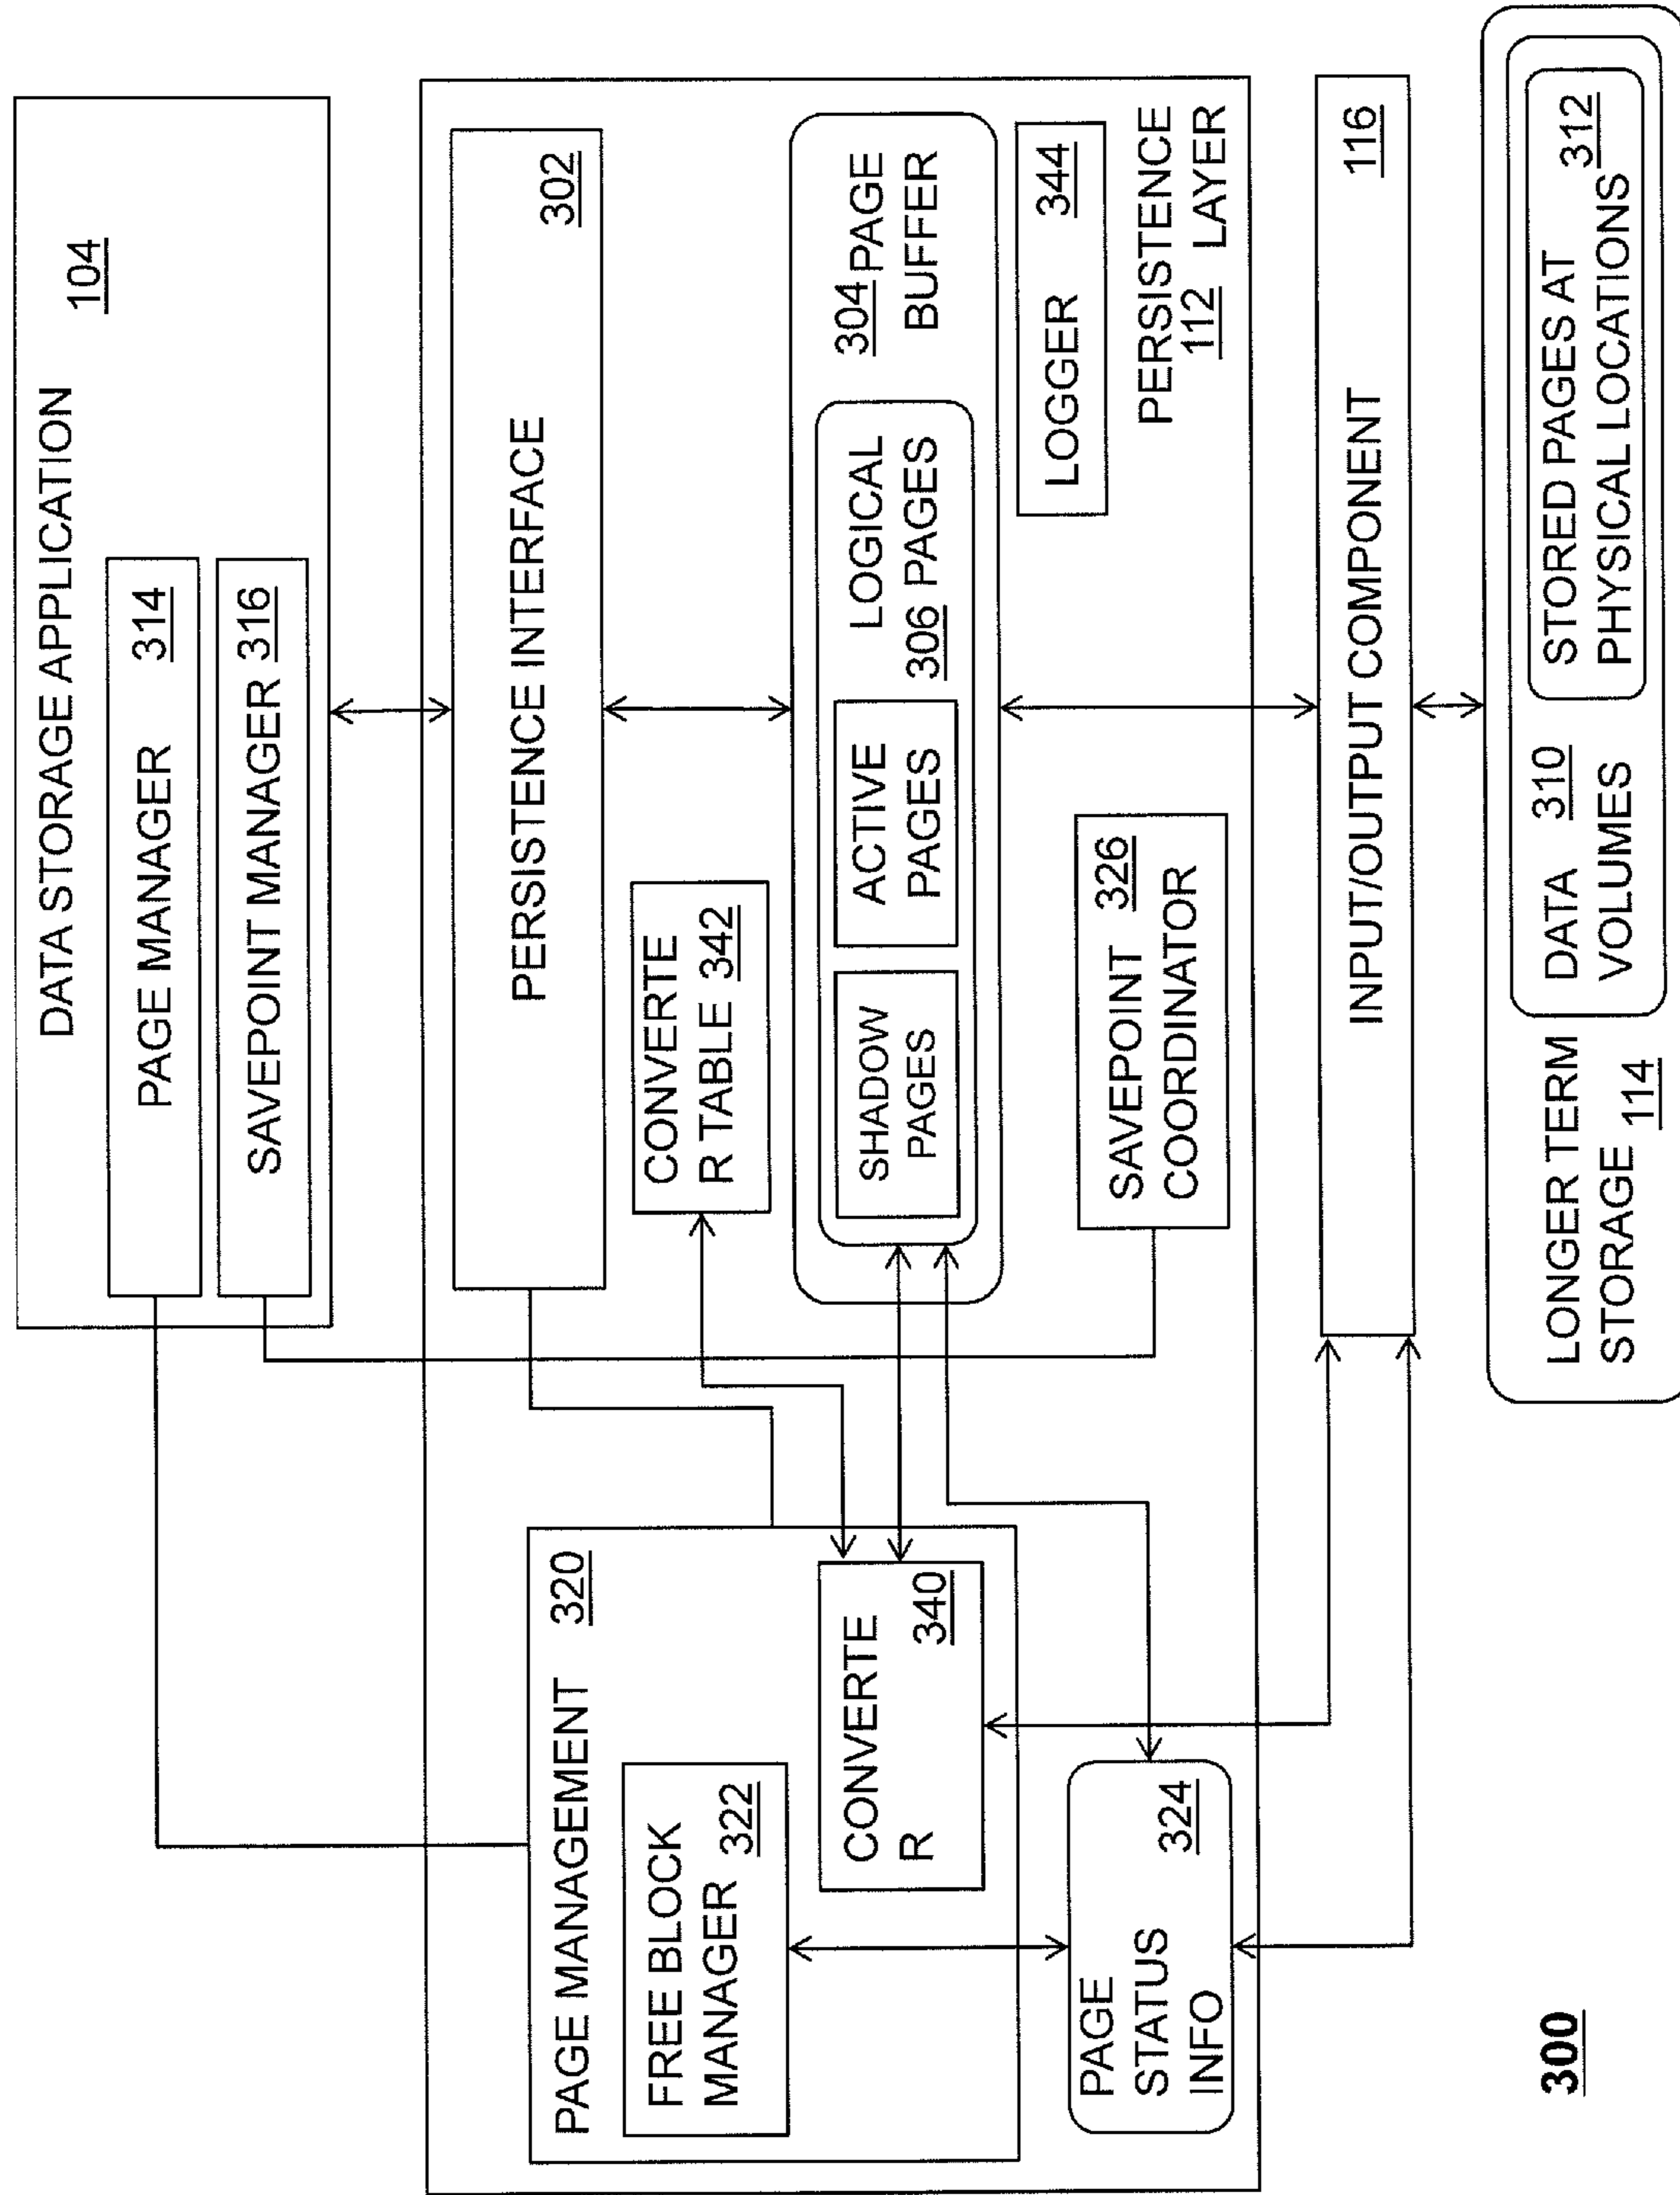 DATA STORAGE APPLICATION
104
PAGE MANAGER 314
SAVEPOINT MANAGER 316
PERSISTENCE INTERFACE 302
CONVERTE
R TABLE 342
304 PAGE
BUFFER
LOGICAL
306 PAGES
SHADOW
PAGES
ACTIVE
PAGES
LOGGER 344
SAVEPOINT 326
COORDINATOR
PERSISTENCE
112 LAYER
PAGE MANAGEMENT 320
FREE BLOCK
MANAGER 322
CONVERTE
R 340
PAGE
STATUS 324
INFO
INPUT/OUTPUT COMPONENT 116
LONGER TERM
STORAGE 114
DATA 310
VOLUMES
STORED PAGES AT
PHYSICAL LOCATIONS 312
300